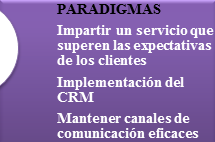 PARADIGMAS
Impartir un servicio que
superen las expectativas
de los clientes
Implementación del
CRM
Mantener canales de
comunicación eficaces